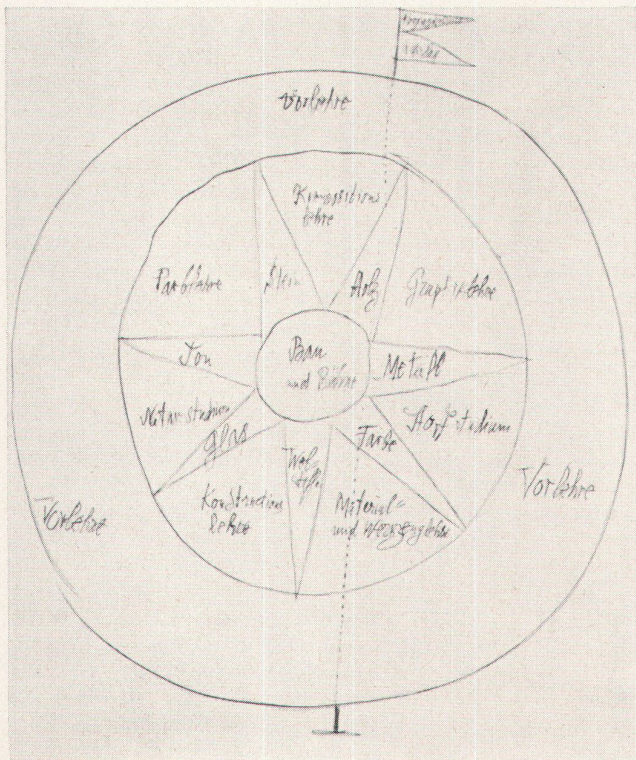 Vorlehre
Kompositions
lehre
Farblehre
Stein
Holz
Bau
und Bühne
Ton
Metall
Naturstudium
glas
Farbe
Stoffstudium
Konstructions
lehre
Material=
und Werkzeuglehre
Vorlehre
Vorlehre